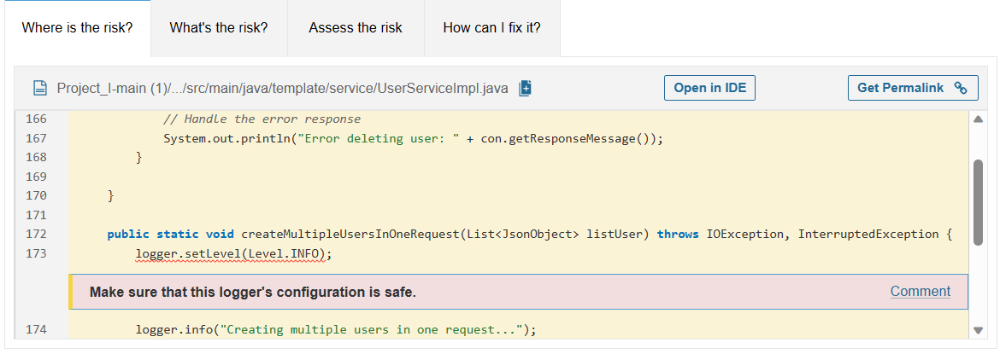 Where is the risk? What's the risk? Assess the risk How can I fix it?
Project_I-main (1)/.../src/main/java/template/service/UserServiceImpl.java Open in IDE Get Permalink
166 // Handle the error response
167 System.out.println("Error deleting user: " + con.getResponseMessage());
168 }
169
170 }
171
172 public static void createMultipleUsersInOneRequest(List<JsonObject> listUser) throws IOException, InterruptedException {
173 logger.setLevel(Level.INFO);
Make sure that this logger's configuration is safe. Comment
174 logger.info("Creating multiple users in one request...");